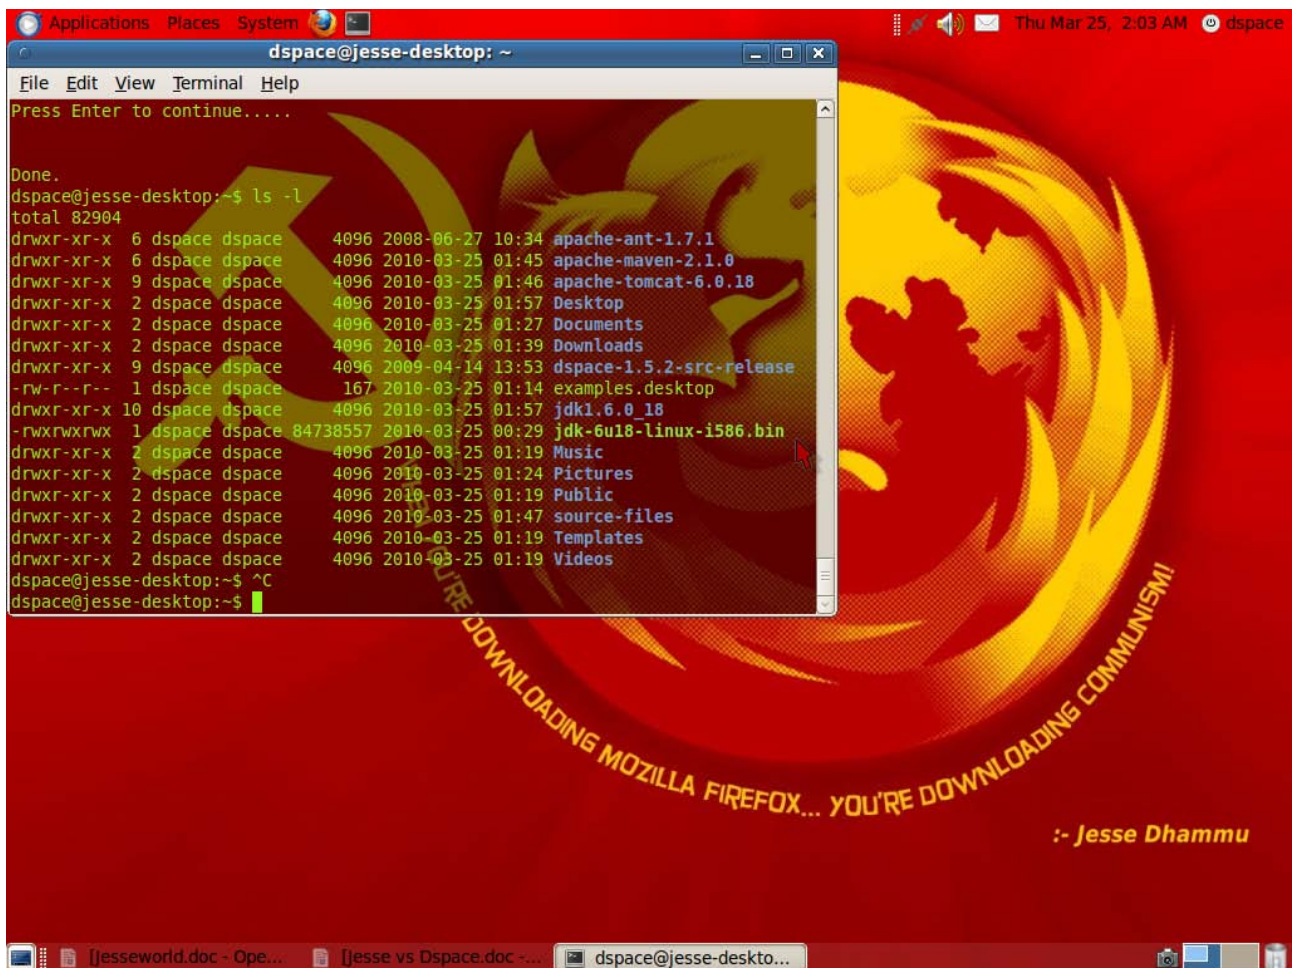 Applications Places System
Thu Mar 25, 2:03 AM dspace
dspace@jesse-desktop: ~
File Edit View Terminal Help
Press Enter to continue.....
Done.
dspace@jesse-desktop:~$ ls -l
total 82904
drwxr-xr-x 6 dspace dspace 4096 2008-06-27 10:34 apache-ant-1.7.1
drwxr-xr-x 6 dspace dspace 4096 2010-03-25 01:45 apache-maven-2.1.0
drwxr-xr-x 9 dspace dspace 4096 2010-03-25 01:46 apache-tomcat-6.0.18
drwxr-xr-x 2 dspace dspace 4096 2010-03-25 01:57 Desktop
drwxr-xr-x 2 dspace dspace 4096 2010-03-25 01:27 Documents
drwxr-xr-x 2 dspace dspace 4096 2010-03-25 01:39 Downloads
drwxr-xr-x 9 dspace dspace 4096 2009-04-14 13:53 dspace-1.5.2-src-release
-rw-r--r-- 1 dspace dspace 167 2010-03-25 01:14 examples.desktop
drwxr-xr-x 10 dspace dspace 4096 2010-03-25 01:57 jdk1.6.0_18
-rwxrwxrwx 1 dspace dspace 84738557 2010-03-25 00:29 jdk-6u18-linux-i586.bin
drwxr-xr-x 2 dspace dspace 4096 2010-03-25 01:19 Music
drwxr-xr-x 2 dspace dspace 4096 2010-03-25 01:24 Pictures
drwxr-xr-x 2 dspace dspace 4096 2010-03-25 01:19 Public
drwxr-xr-x 2 dspace dspace 4096 2010-03-25 01:47 source-files
drwxr-xr-x 2 dspace dspace 4096 2010-03-25 01:19 Templates
drwxr-xr-x 2 dspace dspace 4096 2010-03-25 01:19 Videos
dspace@jesse-desktop:~$ ^C
dspace@jesse-desktop:~$
YOU'RE DOWNLOADING MOZILLA FIREFOX... YOU'RE DOWNLOADING COMMUNISM!
:- Jesse Dhammu
[Jesseworld.doc - Ope...
[Jesse vs Dspace.doc -...
dspace@jesse-deskto...